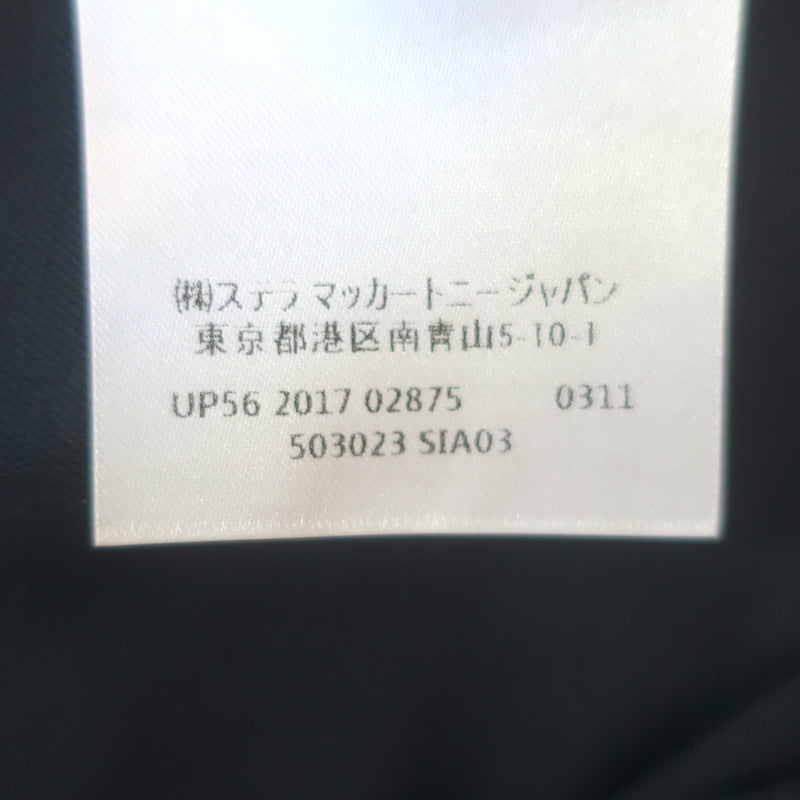 (株)ステラマッカートニージャパン
東京都港区南青山5-10-1
UP56 2017 02875 0311
503023 SIA03